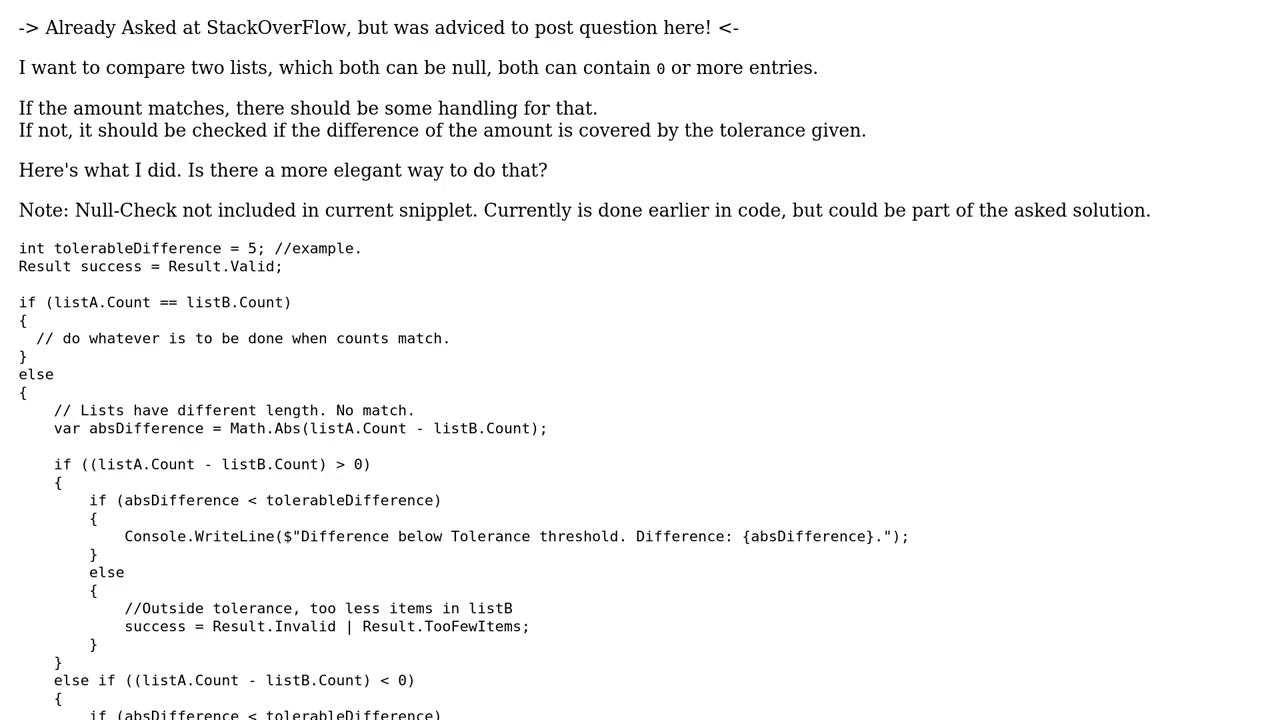 -> Already Asked at StackOverFlow, but was adviced to post question here! <-
I want to compare two lists, which both can be null, both can contain 0 or more entries.
If the amount matches, there should be some handling for that.
If not, it should be checked if the difference of the amount is covered by the tolerance given.
Here's what I did. Is there a more elegant way to do that?
Note: Null-Check not included in current snipplet. Currently is done earlier in code, but could be part of the asked solution.
int tolerableDifference = 5; //example.
Result success = Result.Valid;
if (listA.Count == listB.Count)
{
  // do whatever is to be done when counts match.
}
else
{
    // Lists have different length. No match.
    var absDifference = Math.Abs(listA.Count - listB.Count);
    if ((listA.Count - listB.Count) > 0)
    {
        if (absDifference < tolerableDifference)
        {
            Console.WriteLine($"Difference below Tolerance threshold. Difference: {absDifference}.");
        }
        else
        {
            //Outside tolerance, too less items in listB
            success = Result.Invalid | Result.TooFewItems;
        }
    }
    else if ((listA.Count - listB.Count) < 0)
    {
        if (absDifference < tolerableDifference)